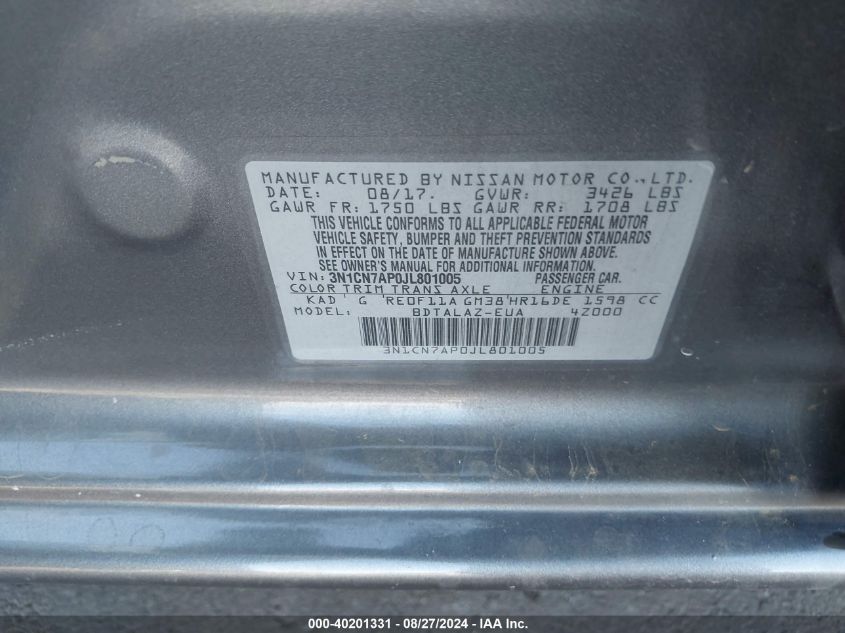 MANUFACTURED BY NISSAN MOTOR CO.,LTD.
DATE: 08/17. GVWR: 3426 LBS
GAWR FR: 1750 LBS GAWR RR: 1708 LBS
THIS VEHICLE CONFORMS TO ALL APPLICABLE FEDERAL MOTOR
VEHICLE SAFETY, BUMPER AND THEFT PREVENTION STANDARDS
IN EFFECT ON THE DATE OF MANUFACTURE SHOWN ABOVE.
SEE OWNER'S MANUAL FOR ADDITIONAL INFORMATION.
VIN: 3N1CN7AP0JL801005 PASSENGER CAR.
COLOR TRIM TRANS AXLE ENGINE
KAD G RE0F11A GM38 HR16DE 1598 CC
MODEL: BDTALAZ-EUA 4Z000
3N1CN7AP0JL801005
000-40201331 - 08/27/2024 - IAAI.com